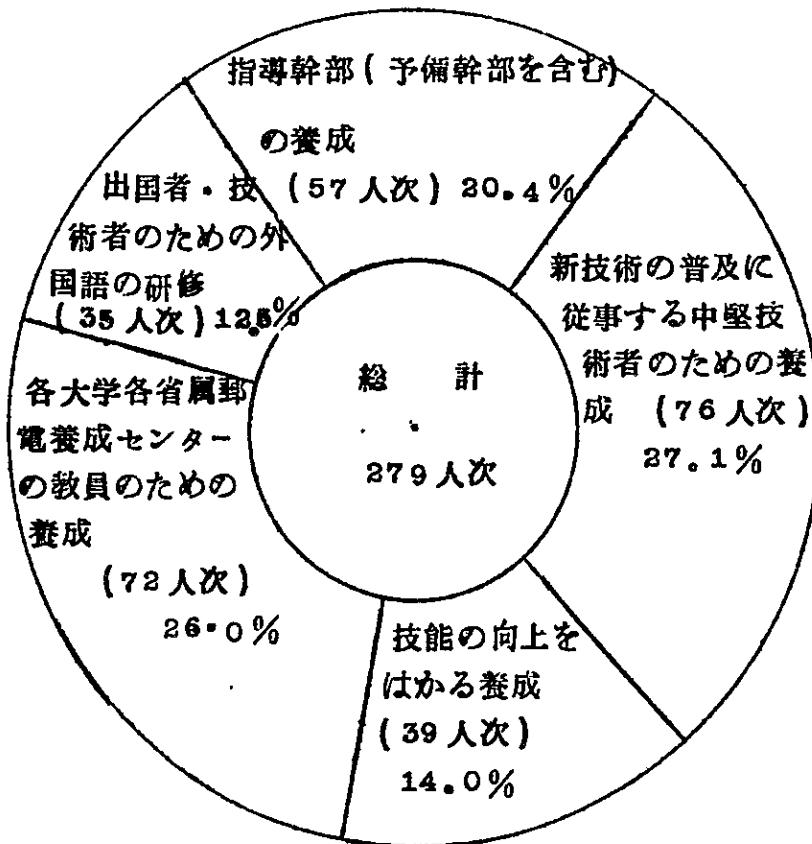 指導幹部(予備幹部を含む)
の養成
(57人次)20.4%
新技術の普及に
従事する中堅技
術者のための養
成 (76人次)
27.1%
技能の向上を
はかる養成
(39人次)
14.0%
各大学各省属郵
電養成センター
の教員のための
養成
(72人次)
26.0%
出国者・技
術者のための外
国語の研修
(35人次)12.5%
総 計
279人次